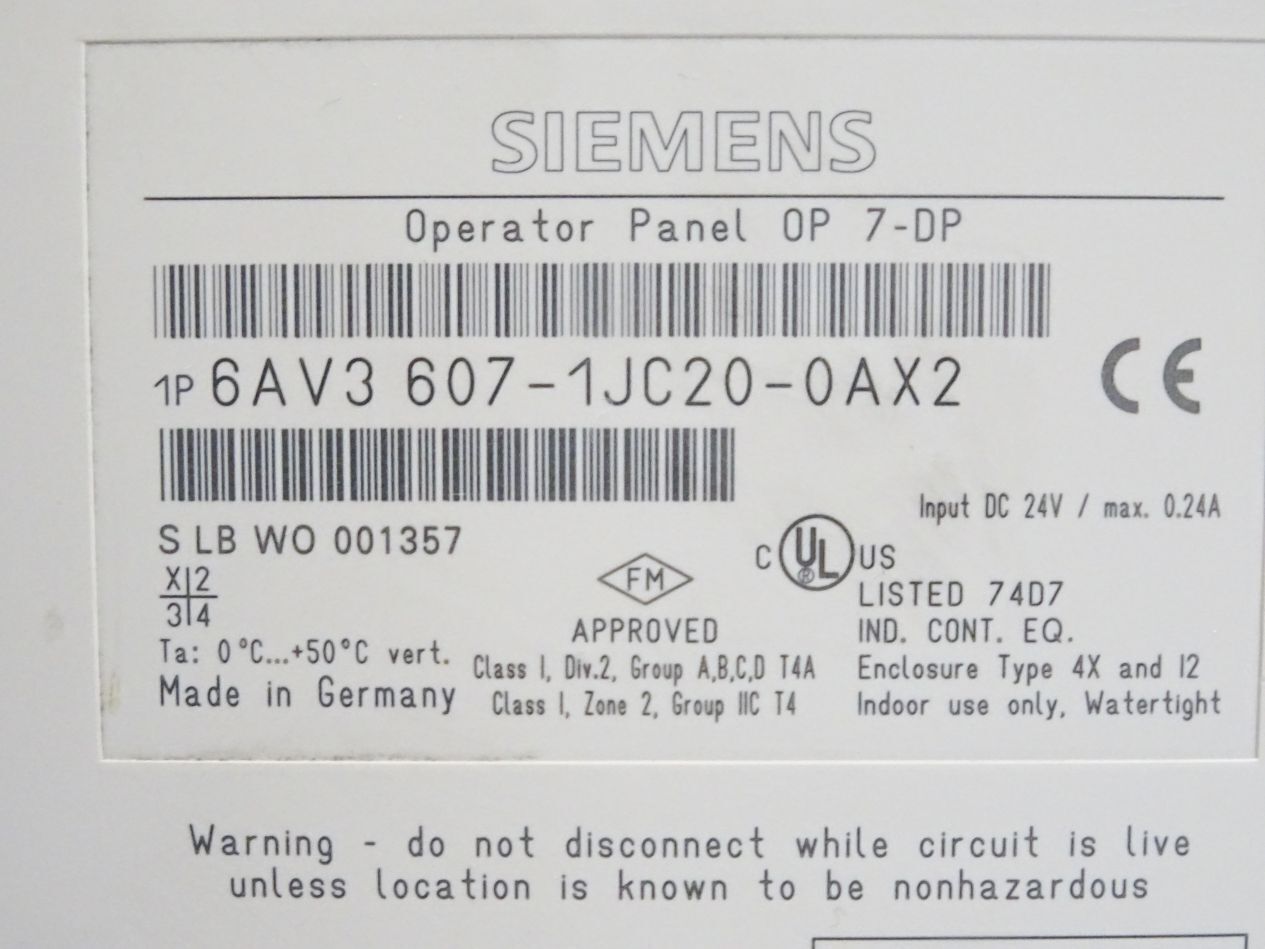 SIEMENS
Operator Panel OP 7-DP
1P 6AV3 607-1JC20-0AX2
CE
Input DC 24V / max. 0.24A
S LB WO 001357
X 2
3 4
Ta: 0°C...+50°C vert.
Made in Germany
FM
APPROVED
Class I, Div.2, Group A,B,C,D T4A
Class I, Zone 2, Group IIC T4
C UL ® US
LISTED 74D7
IND. CONT. EQ.
Enclosure Type 4X and 12
Indoor use only, Watertight
Warning - do not disconnect while circuit is live
unless location is known to be nonhazardous